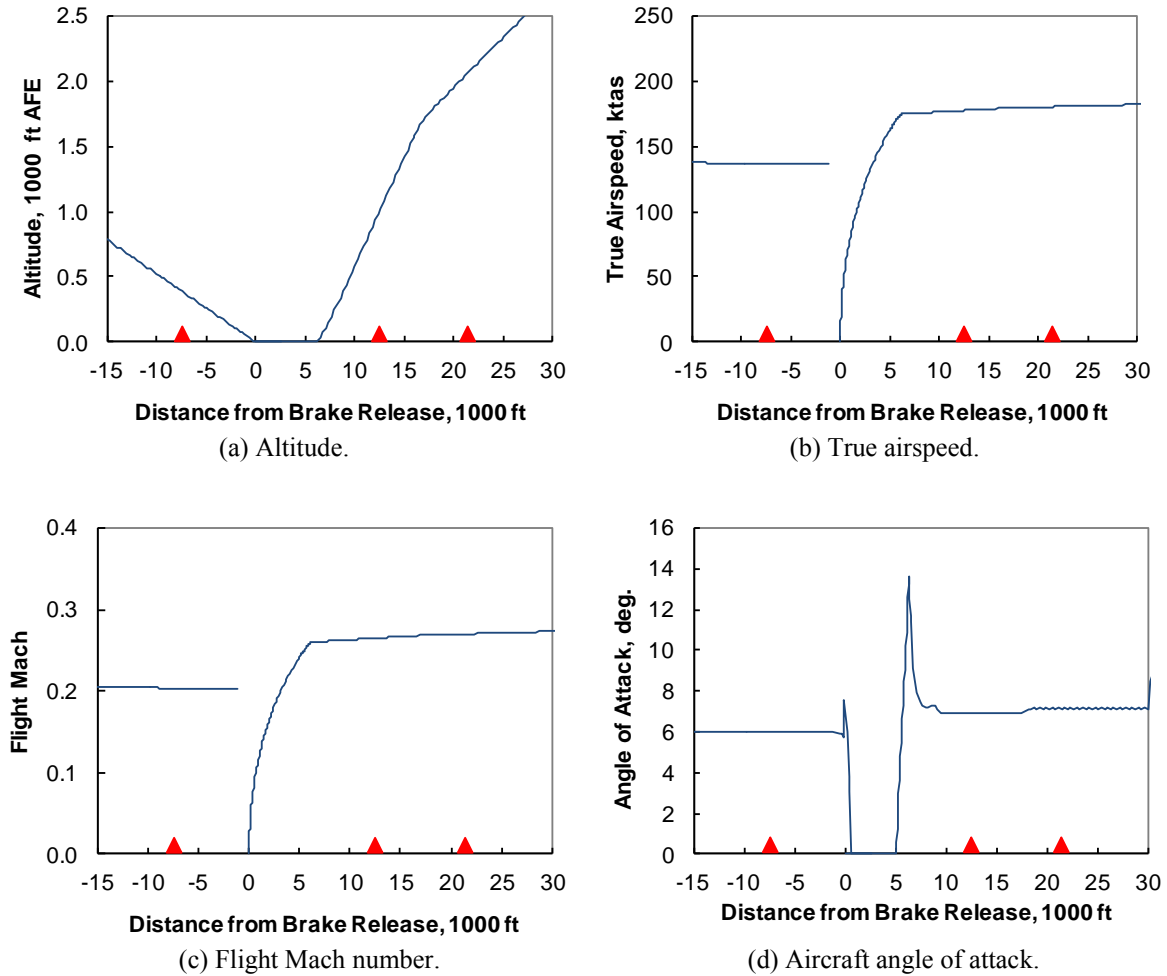 2.5
2.0
1.5
1.0
0.5
0.0
Altitude, 1000 ft AFE
-15 -10 -5 0 5 10 15 20 25 30
Distance from Brake Release, 1000 ft
(a) Altitude.
250
200
150
100
50
0
True Airspeed, ktas
-15 -10 -5 0 5 10 15 20 25 30
Distance from Brake Release, 1000 ft
(b) True airspeed.
0.4
0.3
0.2
0.1
0.0
Flight Mach
-15 -10 -5 0 5 10 15 20 25 30
Distance from Brake Release, 1000 ft
(c) Flight Mach number.
16
14
12
10
8
6
4
2
0
Angle of Attack, deg.
-15 -10 -5 0 5 10 15 20 25 30
Distance from Brake Release, 1000 ft
(d) Aircraft angle of attack.